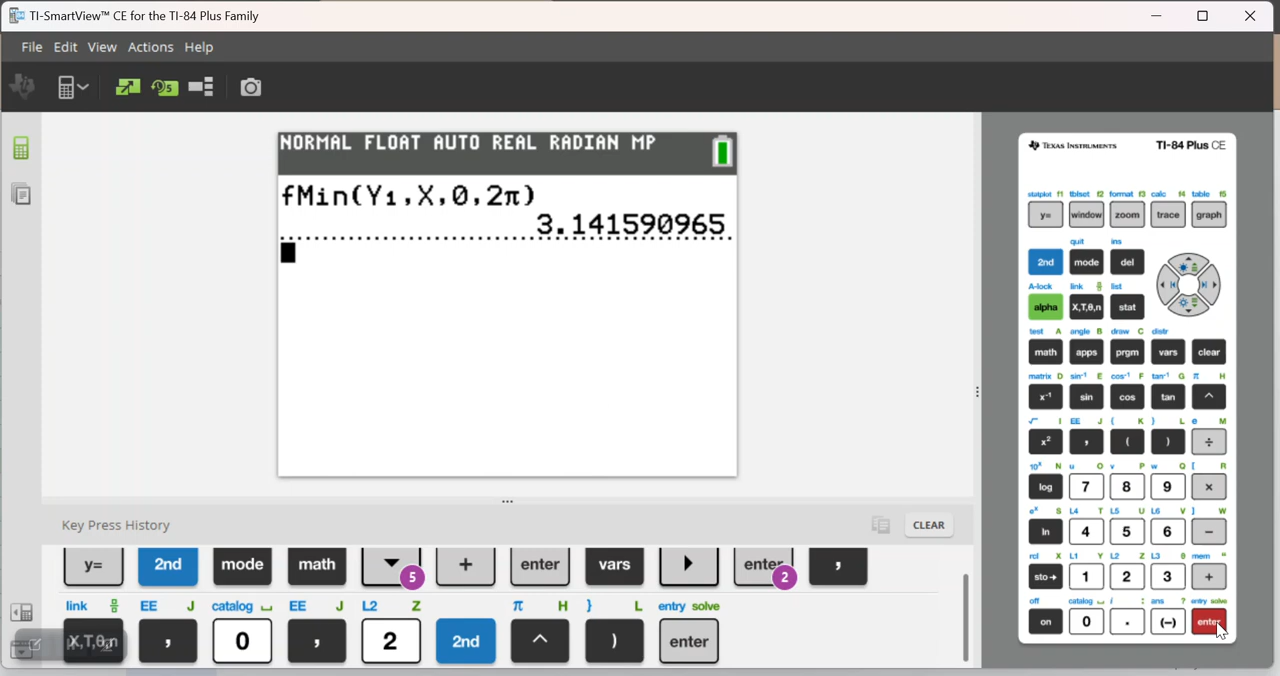 TI-SmartView™ CE for the TI-84 Plus Family
File Edit View Actions Help
NORMAL FLOAT AUTO REAL RADIAN MP
fMin(Y₁,X,0,2π)
3.141590965
Key Press History
CLEAR
y= 2nd mode math 5 + enter vars enter 2 ,
link EE J catalog EE J L2 Z π H } L entry solve
X,T,θ,n , 0 , 2 2nd ^ ) enter
TEXAS INSTRUMENTS TI-84 Plus CE
statplot f1 tblset f2 format f3 calc f4 table f5
y= window zoom trace graph
quit ins
2nd mode del
A-lock link list
alpha X,T,θ,n stat
test A angle B draw C distr
math apps prgm vars clear
matrix D sin⁻¹ E cos⁻¹ F tan⁻¹ G π H
x⁻¹ sin cos tan ^
√ I EE J { K } L e M
x² , ( ) ÷
10ˣ N u O v P w Q [ R
log 7 8 9 ×
eˣ S L4 T L5 U L6 V ] W
ln 4 5 6 −
rcl X L1 Y L2 Z L3 θ mem "
sto→ 1 2 3 +
off catalog i : ans ? entry solve
on 0 . (−) enter